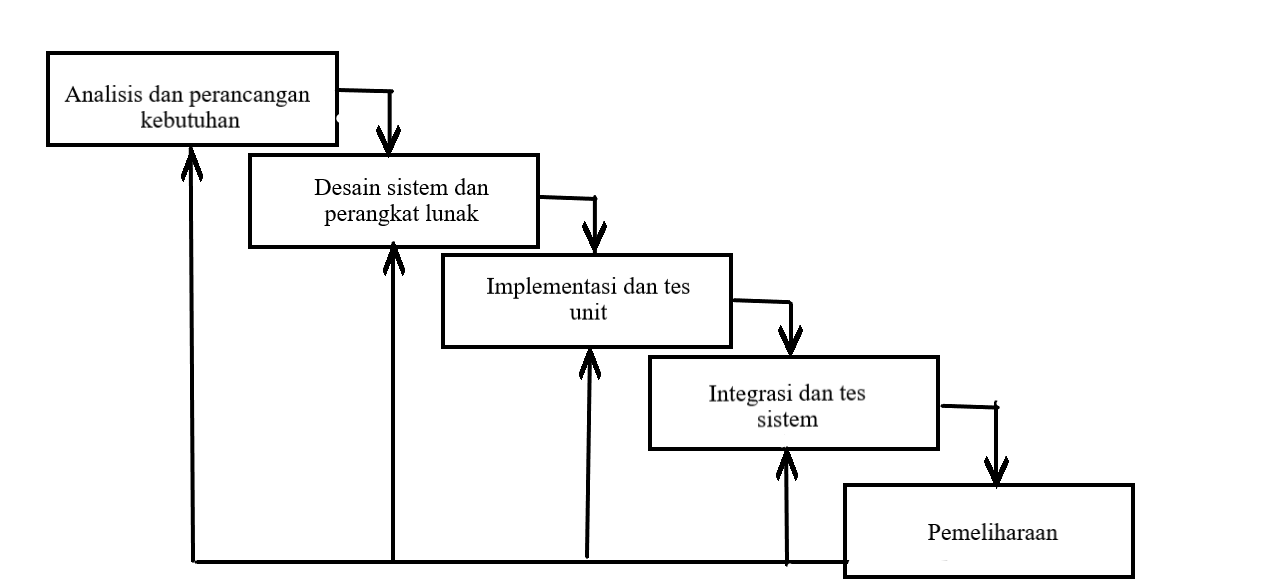 Analisis dan perancangan
kebutuhan
Desain sistem dan
perangkat lunak
Implementasi dan tes
unit
Integrasi dan tes
sistem
Pemeliharaan